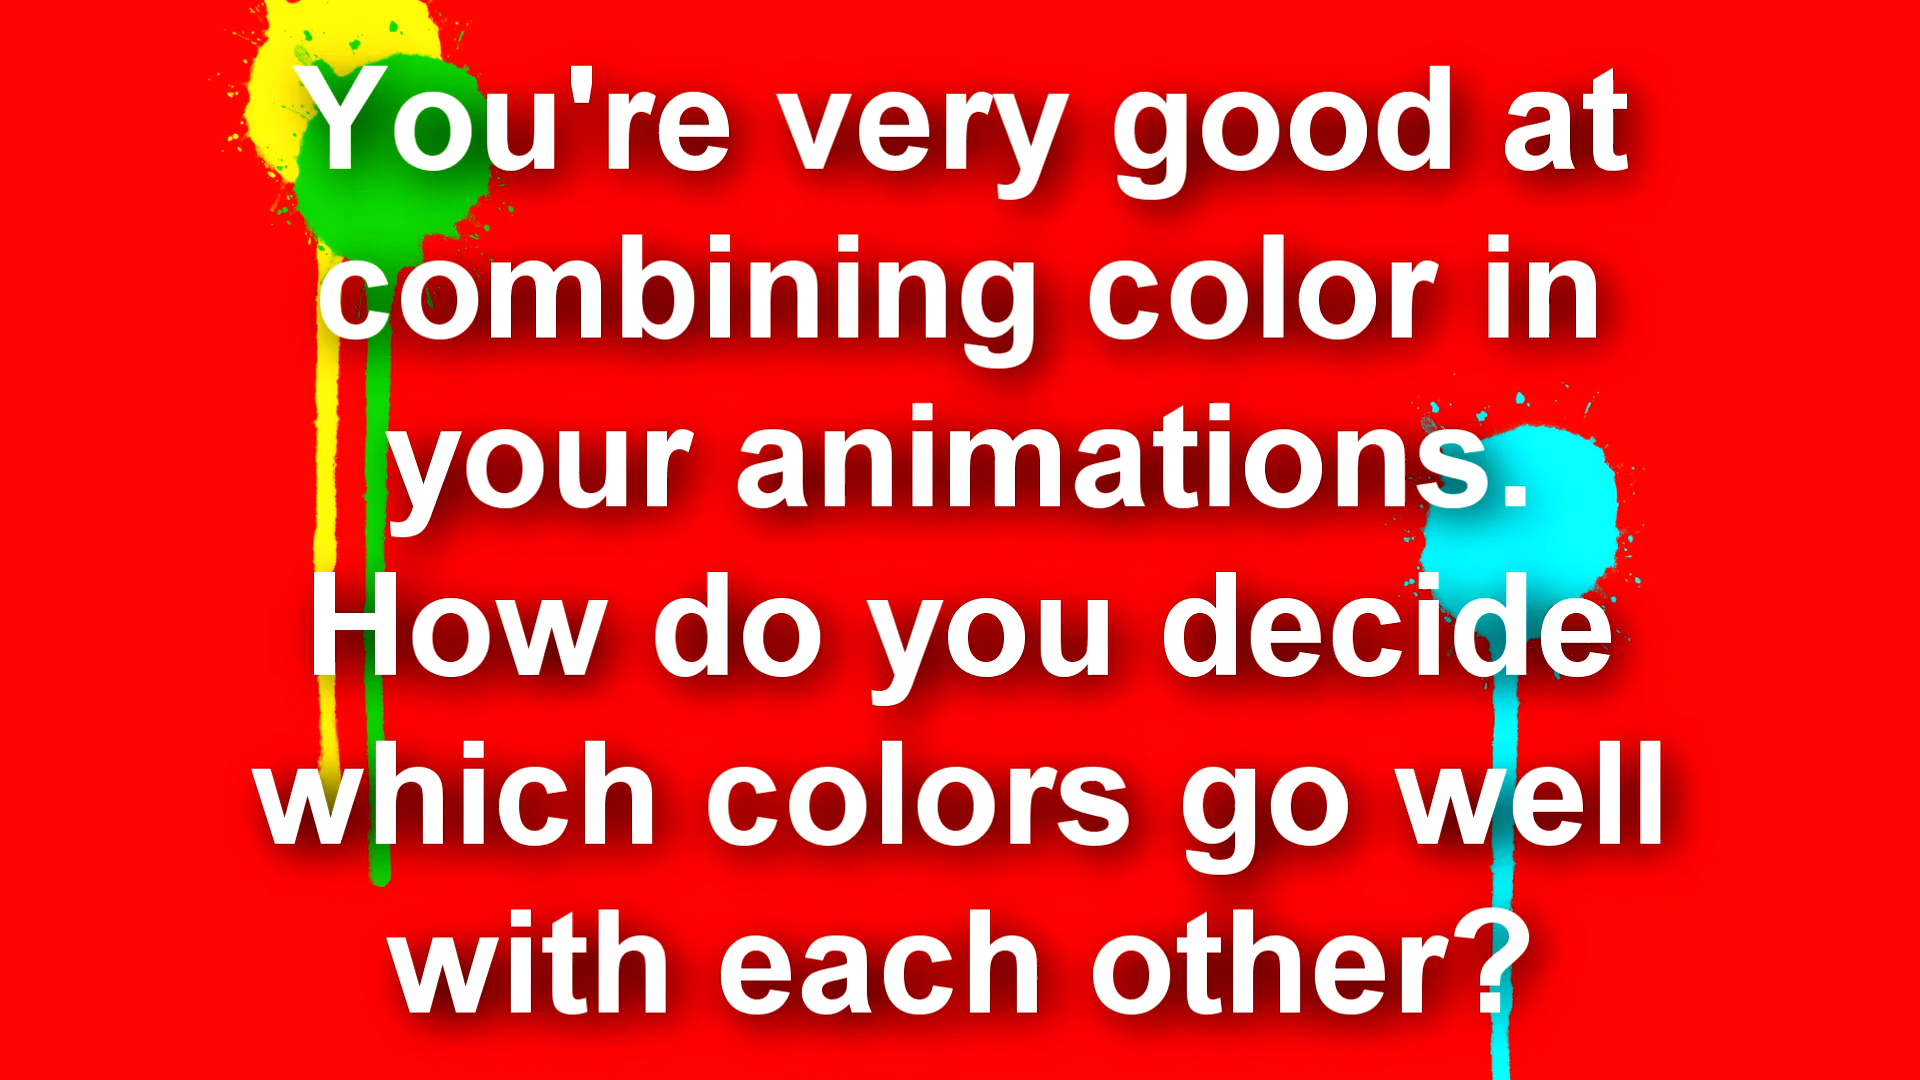 You're very good at
combining color in
your animations.
How do you decide
which colors go well
with each other?